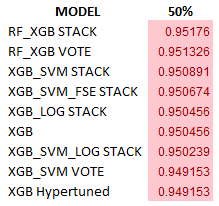 MODEL 50%
RF_XGB STACK 0.95176
RF_XGB VOTE 0.951326
XGB_SVM STACK 0.950891
XGB_SVM_FSE STACK 0.950674
XGB_LOG STACK 0.950456
XGB 0.950456
XGB_SVM_LOG STACK 0.950239
XGB_SVM VOTE 0.949153
XGB Hypertuned 0.949153